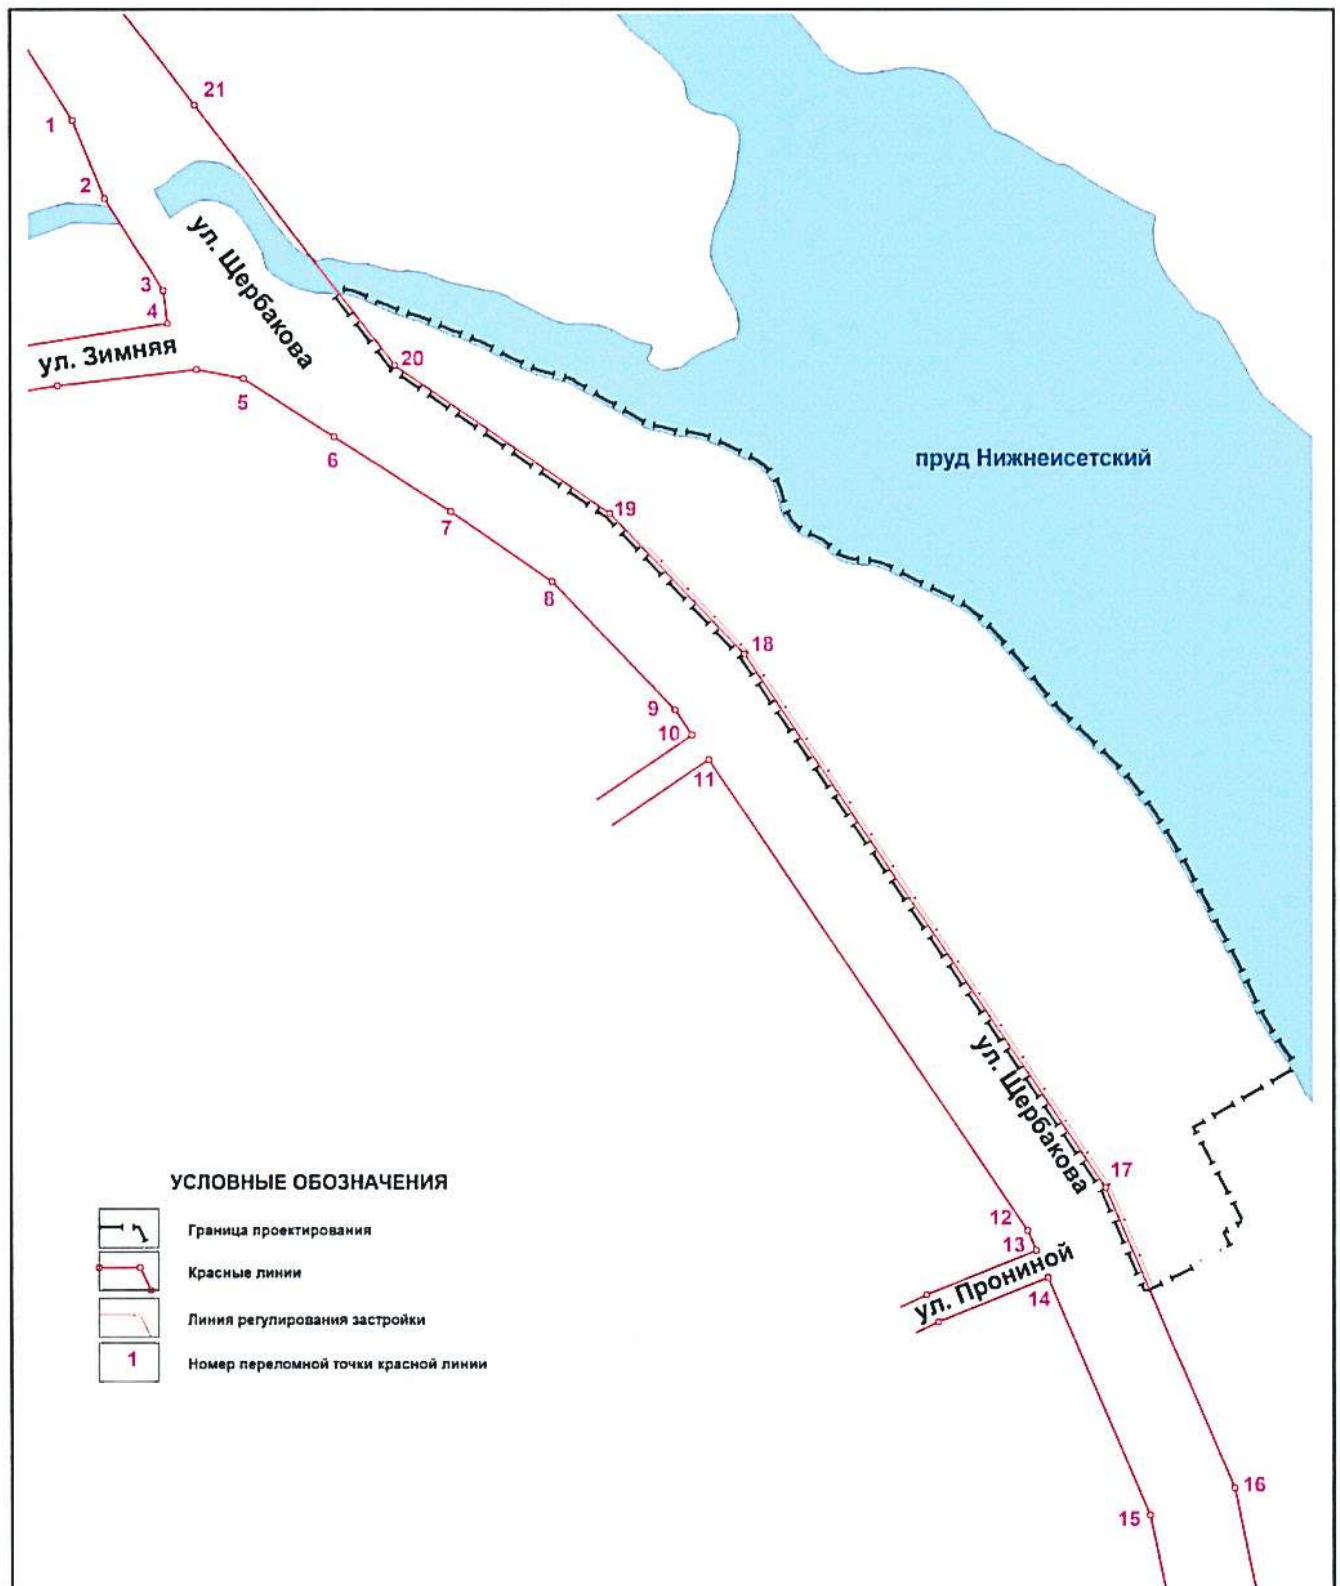 21
1
2
ул. Щербакова
3
4
ул. Зимняя
20
5
6
пруд Нижнеисетский
7
19
8
18
9
10
11
ул. Щербакова
17
УСЛОВНЫЕ ОБОЗНАЧЕНИЯ
Граница проектирования
Красные линии
Линия регулирования застройки
1 Номер переломной точки красной линии
12
13
ул. Прониной
14
16
15